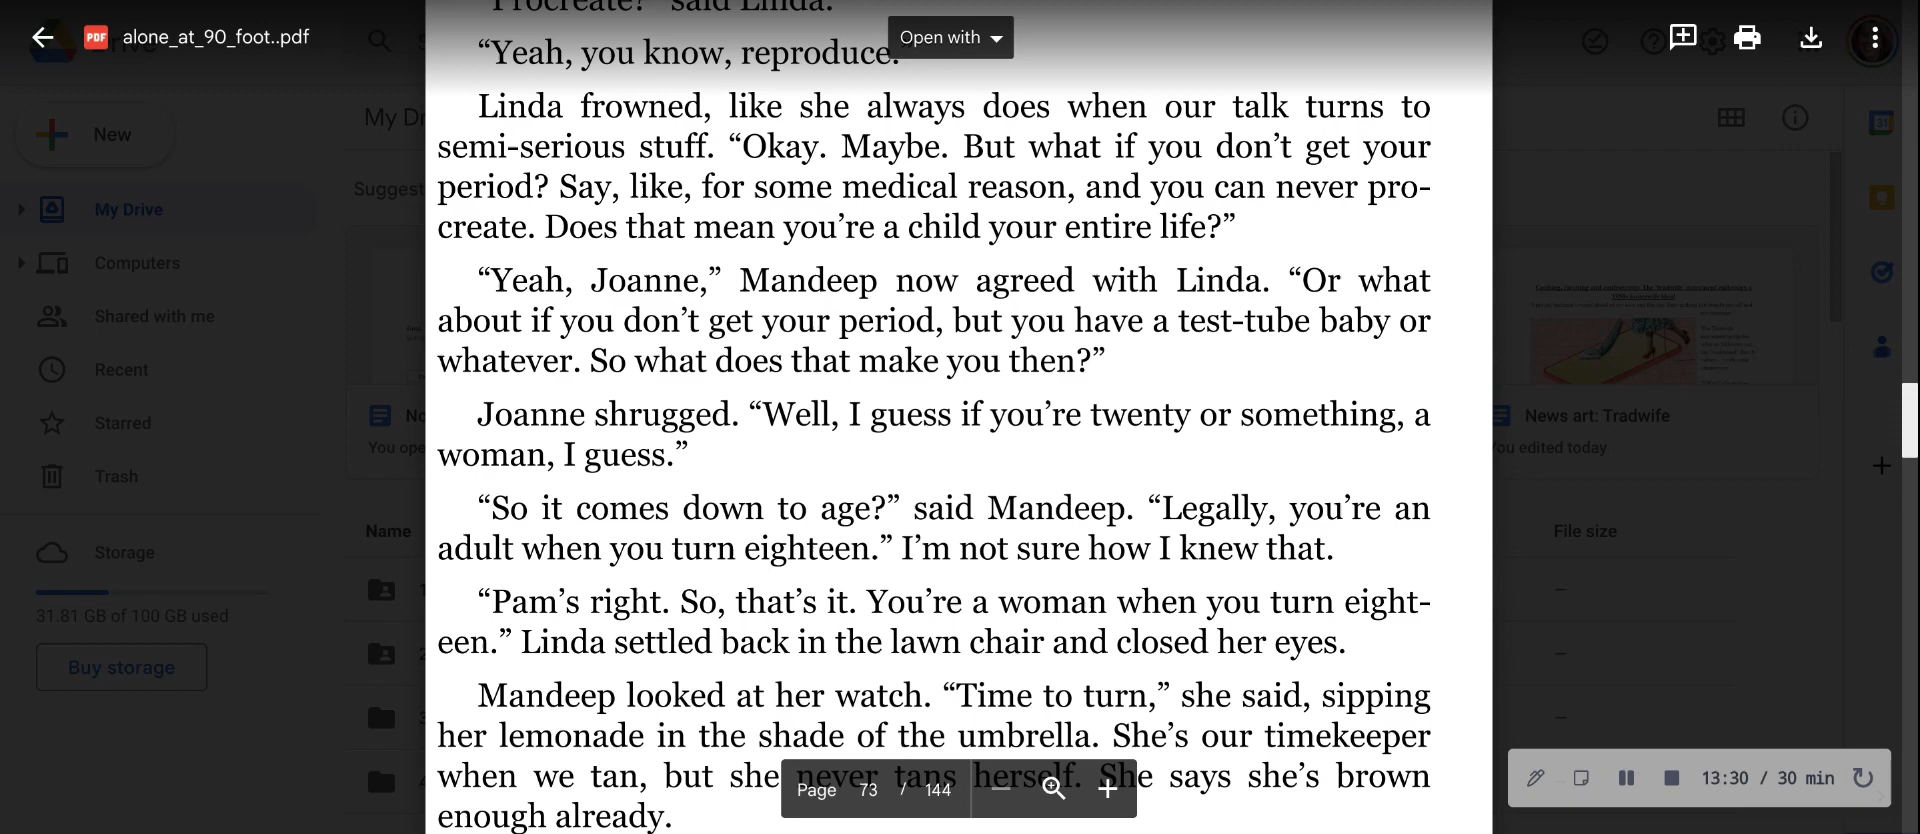 "Procreate?" said Linda.
alone_at_90_foot..pdf
PDF
Open with
"Yeah, you know, reproduce.
Linda frowned, like she always does when our talk turns to
semi-serious stuff. "Okay. Maybe. But what if you don't get your
period? Say, like, for some medical reason, and you can never pro-
create. Does that mean you're a child your entire life?"
"Yeah, Joanne," Mandeep now agreed with Linda. "Or what
about if you don't get your period, but you have a test-tube baby or
whatever. So what does that make you then?"
Joanne shrugged. "Well, I guess if you're twenty or something, a
woman, I guess."
"So it comes down to age?" said Mandeep. "Legally, you're an
adult when you turn eighteen." I'm not sure how I knew that.
"Pam's right. So, that's it. You're a woman when you turn eight-
een." Linda settled back in the lawn chair and closed her eyes.
Mandeep looked at her watch. "Time to turn," she said, sipping
her lemonade in the shade of the umbrella. She's our timekeeper
when we tan, but she never tans herself. She says she's brown
enough already.
Page 73 / 144
New
My Drive
Computers
Shared with me
Recent
Starred
Trash
Storage
31.81 GB of 100 GB used
Buy storage
My Dr
Suggest
No
You ope
Name
31
News art: Tradwife
You edited today
File size
13:30 / 30 min